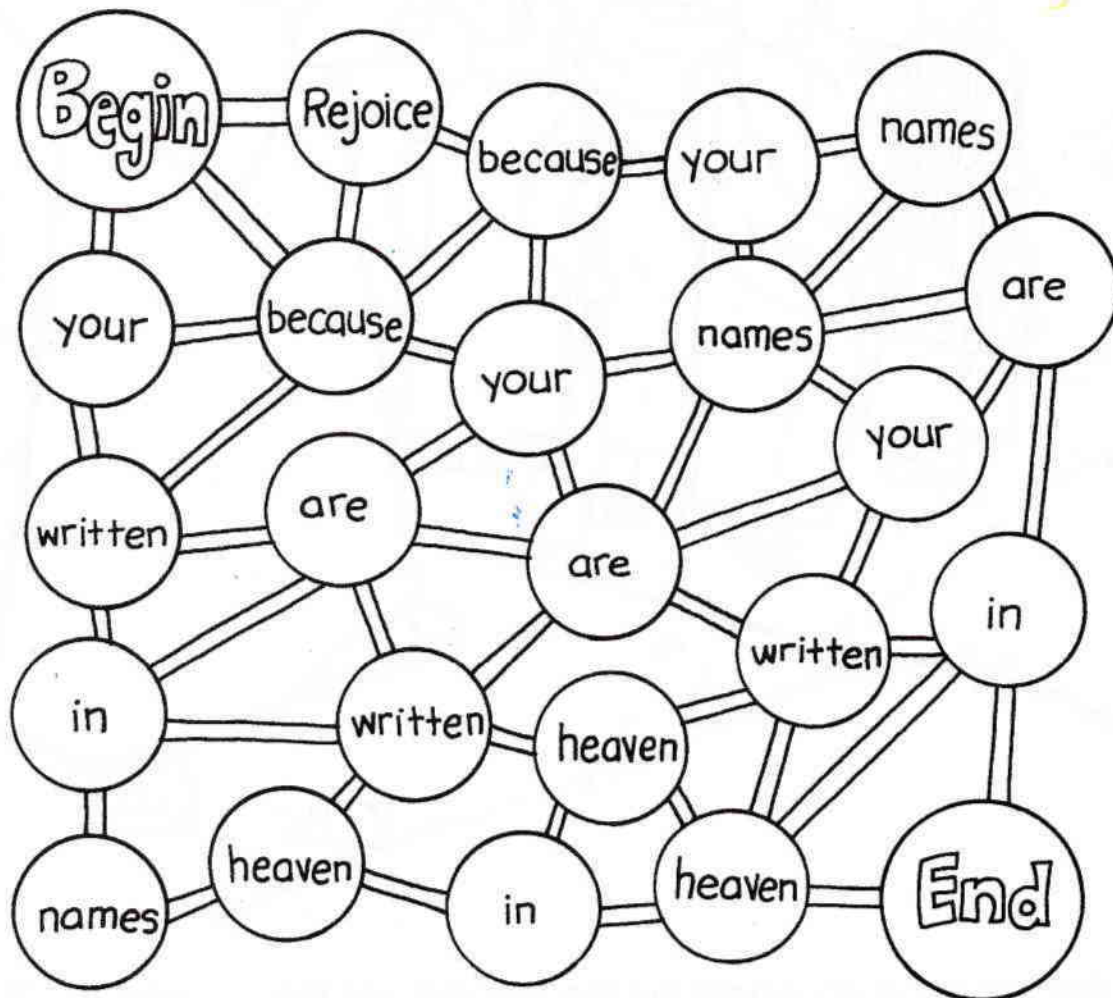 Begin
Rejoice
because
your
names
your
because
your
names
are
written
are
are
your
in
in
written
heaven
written
names
heaven
in
heaven
End